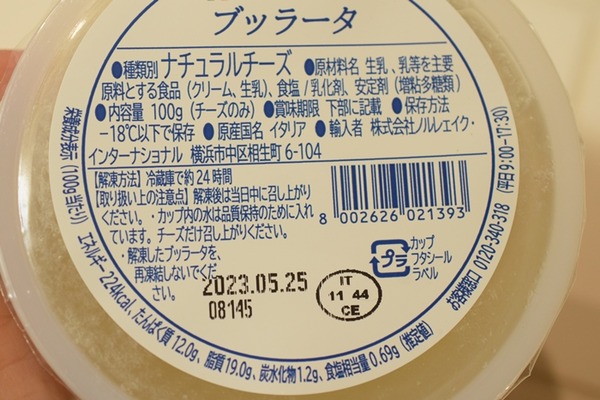 ブッラータ
●種類別 ナチュラルチーズ ●原材料名 生乳、乳等を主要
原料とする食品（クリーム、生乳）、食塩/乳化剤、安定剤（増粘多糖類）
●内容量 100g（チーズのみ）●賞味期限 下部に記載 ●保存方法
−18℃以下で保存 ●原産国名 イタリア ●輸入者 株式会社ノルレェイク・
インターナショナル 横浜市中区相生町 6-104
【解凍方法】冷蔵庫で約24時間
【取り扱い上の注意点】解凍後は当日中に召し上がり
ください。・カップ内の水は品質保持のために入れ
ています。チーズだけ召し上がりください。
・解凍したブッラータを、
再凍結しないでくだ
さい。
8 002626 021393
プラ
カップ
フタシール
ラベル
2023.05.25
08145
IT
11 44
CE
栄養成分表示（100g当たり） エネルギー 224kcal、たんぱく質 12.0g、脂質 19.0g、炭水化物 1.2g、食塩相当量 0.69g（推定値）
お客様窓口 0120-340-318（平日9:00-17:30）